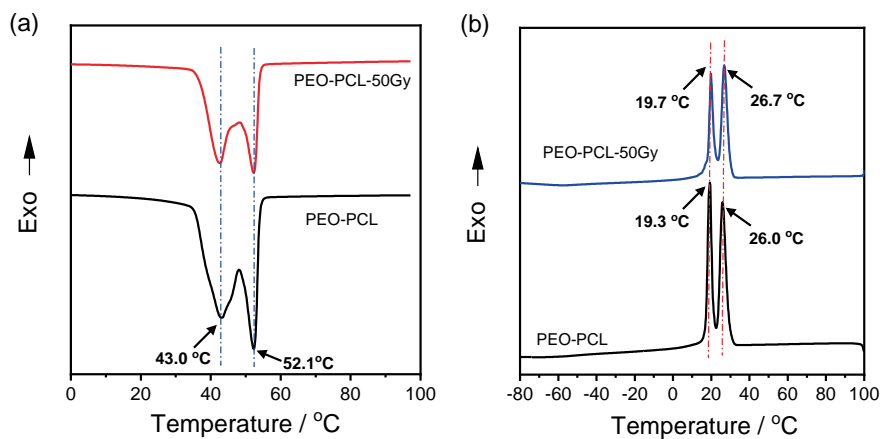 (a)
PEO-PCL-50Gy
PEO-PCL
43.0 °C
52.1°C
Exo
0 20 40 60 80 100
Temperature / °C
(b)
19.7 °C
26.7 °C
PEO-PCL-50Gy
19.3 °C
26.0 °C
PEO-PCL
Exo
-80 -60 -40 -20 0 20 40 60 80 100
Temperature / °C